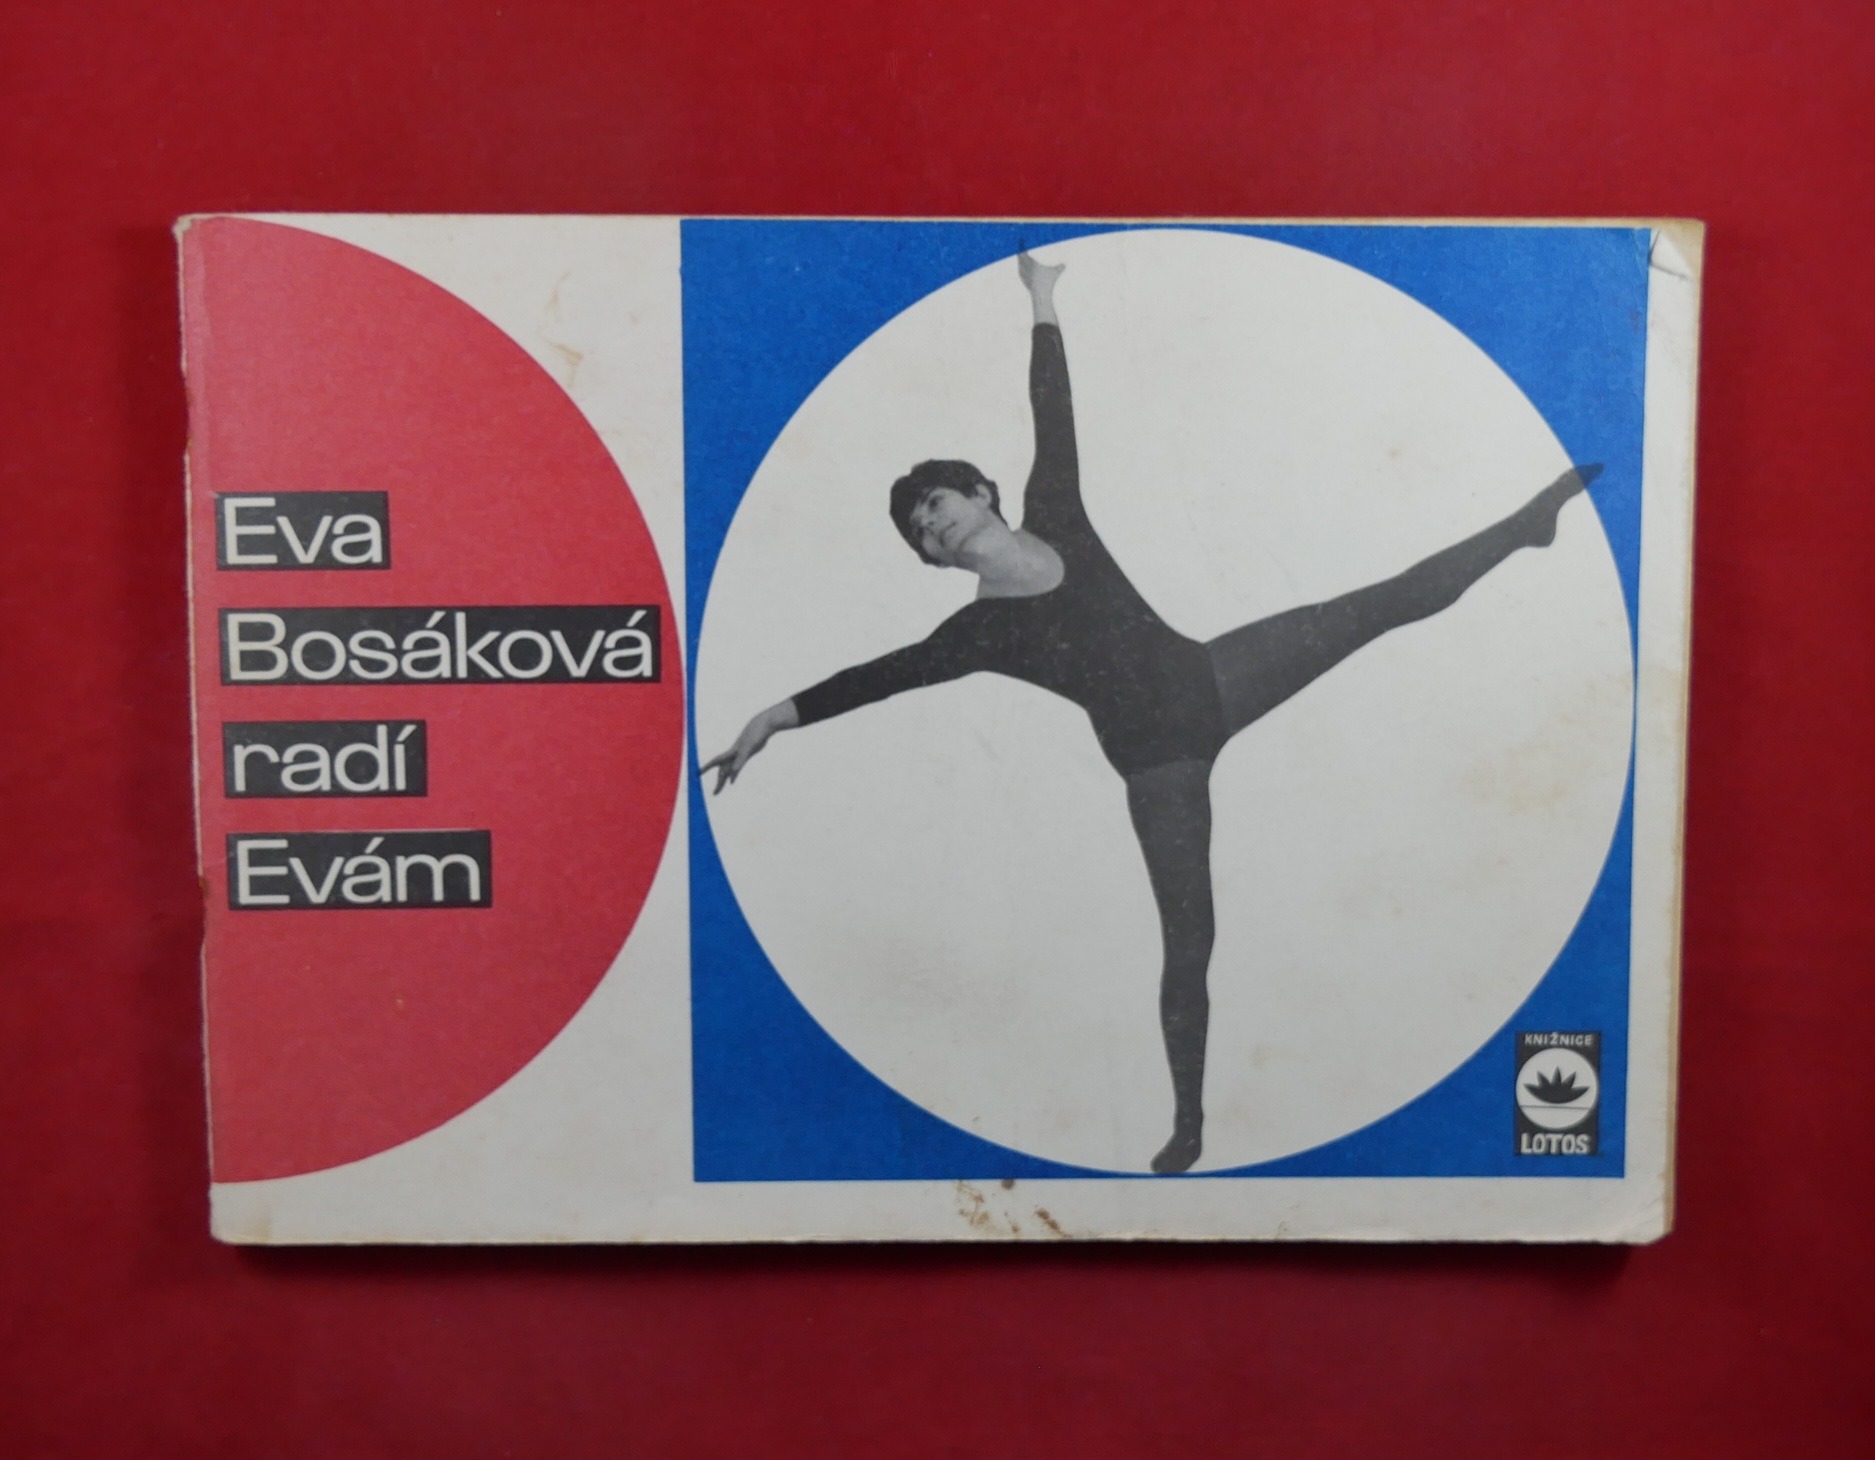 Eva
Bosáková
radí
Evám
KNIŽNICE
LOTOS